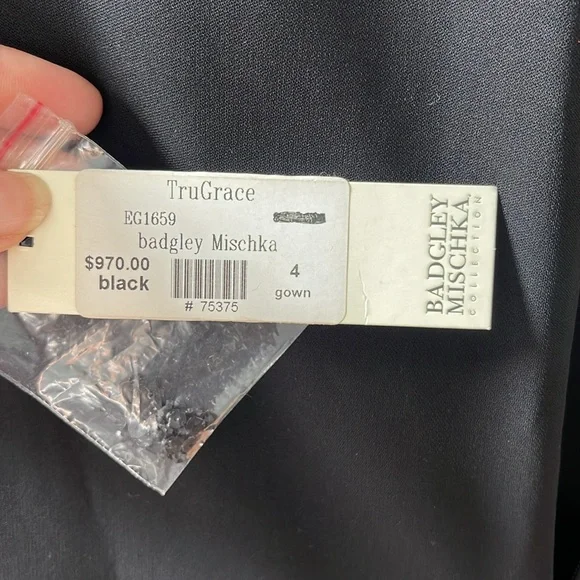 TruGrace
EG1659
badgley Mischka
$970.00
black
4
gown
# 75375
BADGLEY
MISCHKA
COLLECTION